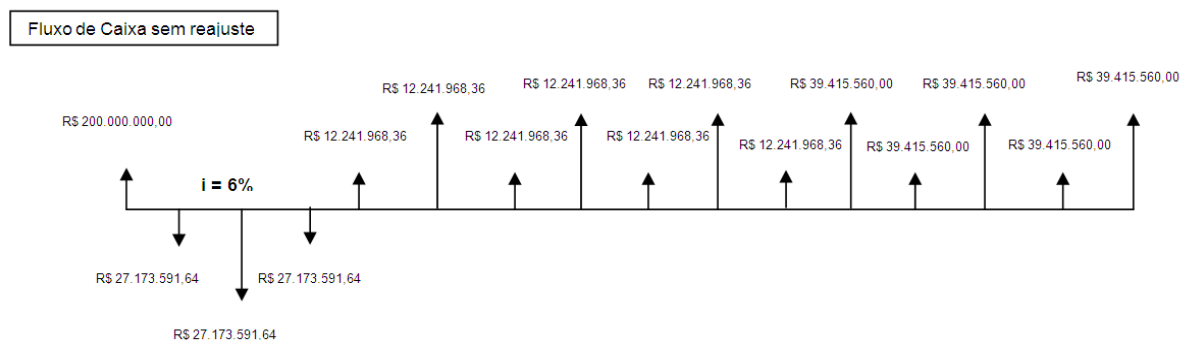 Fluxo de Caixa sem reajuste
R$ 200.000.000,00
R$ 12.241.968,36
R$ 12.241.968,36
R$ 12.241.968,36
R$ 12.241.968,36
R$ 12.241.968,36
R$ 12.241.968,36
R$ 12.241.968,36
R$ 39.415.560,00
R$ 39.415.560,00
R$ 39.415.560,00
R$ 39.415.560,00
R$ 39.415.560,00
i = 6%
R$ 27.173.591,64
R$ 27.173.591,64
R$ 27.173.591.64